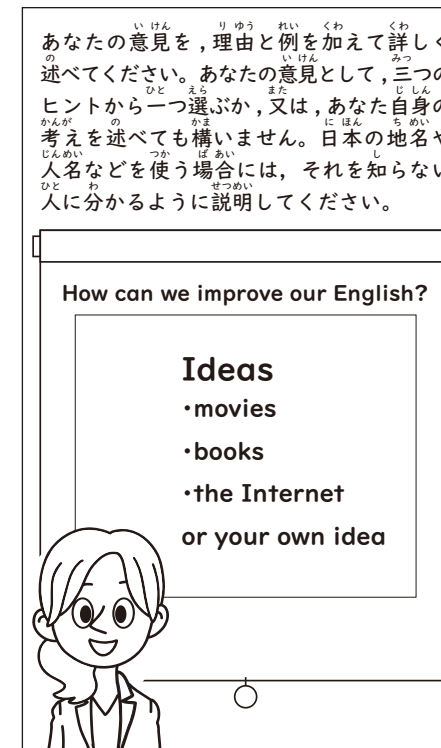 あなたの意見を,理由と例を加えて詳しく
述べてください。あなたの意見として,三つの
ヒントから一つ選ぶか,又は,あなた自身の
考えを述べても構いません。日本の地名や
人名などを使う場合には，それを知らない
人に分かるように説明してください。
How can we improve our English?
Ideas
・movies
・books
・the Internet
or your own idea